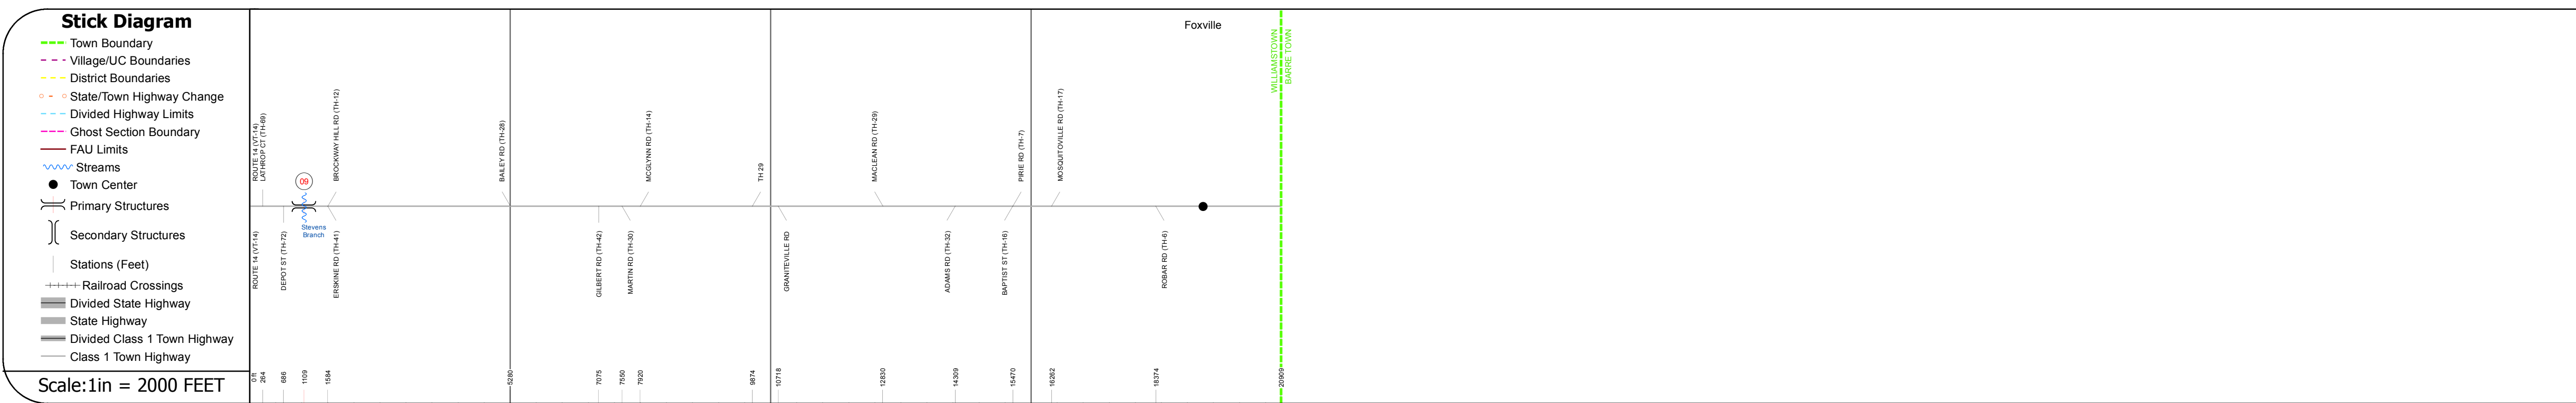 Stick Diagram
Town Boundary
Village/UC Boundaries
District Boundaries
State/Town Highway Change
Divided Highway Limits
Ghost Section Boundary
FAU Limits
Streams
Town Center
Primary Structures
Secondary Structures
Stations (Feet)
Railroad Crossings
Divided State Highway
State Highway
Divided Class 1 Town Highway
Class 1 Town Highway
Scale:1in = 2000 FEET
Foxville
WILLIAMSTOWN
BARRE TOWN
ROUTE 14 (VT-14)
LATHROP CT (TH-69)
BROCKWAY HILL RD (TH-12)
BAILEY RD (TH-28)
MCGLYNN RD (TH-14)
TH 29
MACLEAN RD (TH-29)
PIRIE RD (TH-7)
MOSQUITOVILLE RD (TH-17)
09
Stevens
Branch
ROUTE 14 (VT-14)
DEPOT ST (TH-72)
ERSKINE RD (TH-41)
GILBERT RD (TH-42)
MARTIN RD (TH-30)
GRANITEVILLE RD
ADAMS RD (TH-32)
BAPTIST ST (TH-16)
ROBAR RD (TH-6)
0 ft
264
686
1109
1584
5280
7075
7550
7920
9874
10718
12830
14309
15470
16262
18374
20909